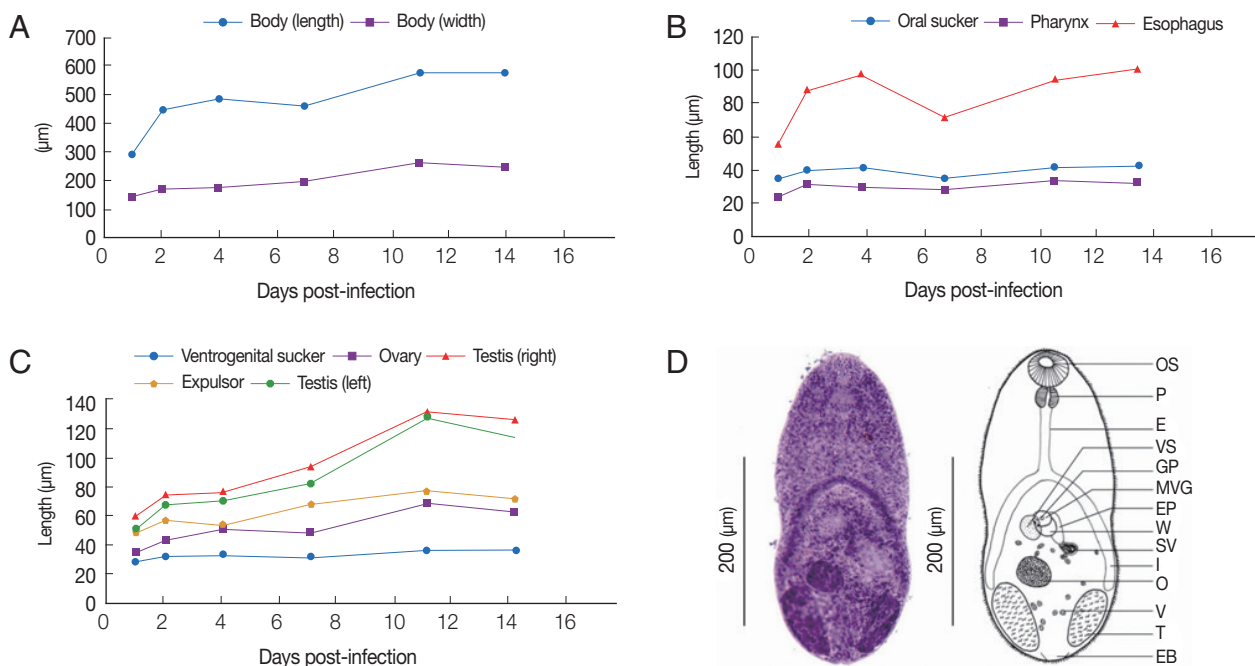 A
Body (length) Body (width)
700
600
500
400
300
200
100
0
(μm)
0 2 4 6 8 10 12 14 16
Days post-infection
B
Oral sucker Pharynx Esophagus
120
100
80
60
40
20
0
Length (μm)
0 2 4 6 8 10 12 14 16
Days post-infection
C
Ventrogenital sucker Ovary Testis (right)
Expulsor Testis (left)
140
120
100
80
60
40
20
0
Length (μm)
0 2 4 6 8 10 12 14 16
Days post-infection
D
200 (μm)
200 (μm)
OS
P
E
VS
GP
MVG
EP
W
SV
I
O
V
T
EB